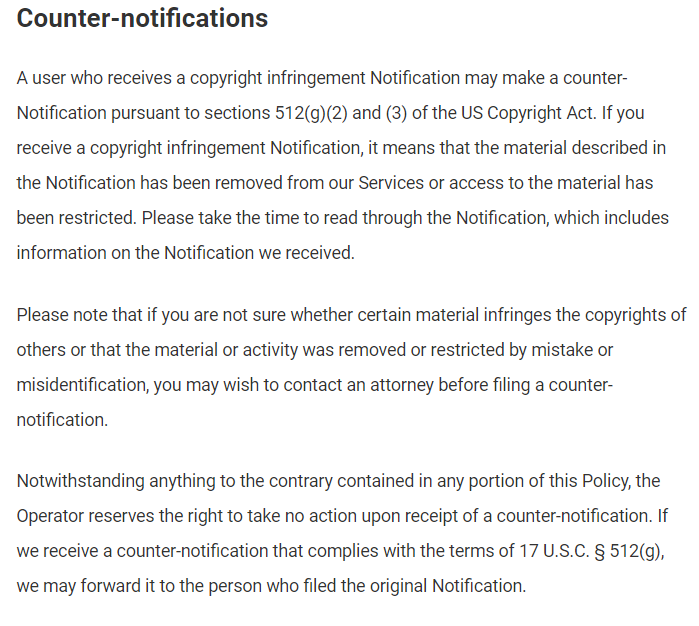 Counter-notifications
A user who receives a copyright infringement Notification may make a counter-
Notification pursuant to sections 512(g)(2) and (3) of the US Copyright Act. If you
receive a copyright infringement Notification, it means that the material described in
the Notification has been removed from our Services or access to the material has
been restricted. Please take the time to read through the Notification, which includes
information on the Notification we received.
Please note that if you are not sure whether certain material infringes the copyrights of
others or that the material or activity was removed or restricted by mistake or
misidentification, you may wish to contact an attorney before filing a counter-
notification.
Notwithstanding anything to the contrary contained in any portion of this Policy, the
Operator reserves the right to take no action upon receipt of a counter-notification. If
we receive a counter-notification that complies with the terms of 17 U.S.C. § 512(g),
we may forward it to the person who filed the original Notification.